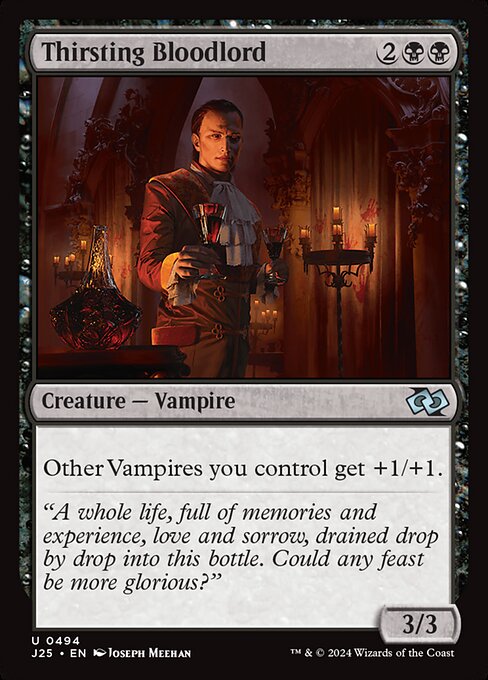 Thirsting Bloodlord 2
Creature — Vampire
Other Vampires you control get +1/+1.
“A whole life, full of memories and
experience, love and sorrow, drained drop
by drop into this bottle. Could any feast
be more glorious?”
3/3
U 0494
J25 • EN Joseph Meehan
™ & © 2024 Wizards of the Coast